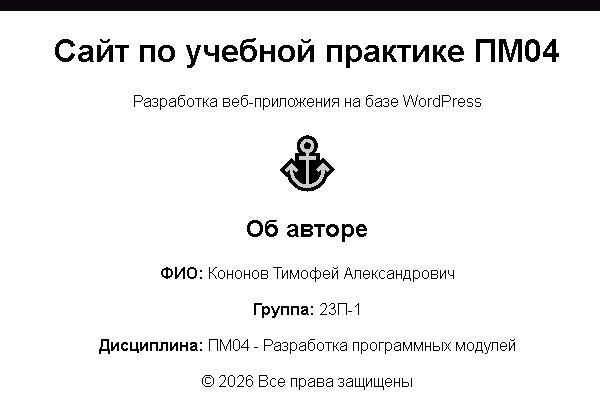 Сайт по учебной практике ПМ04
Разработка веб-приложения на базе WordPress
Об авторе
ФИО: Кононов Тимофей Александрович
Группа: 23П-1
Дисциплина: ПМ04 - Разработка программных модулей
© 2026 Все права защищены